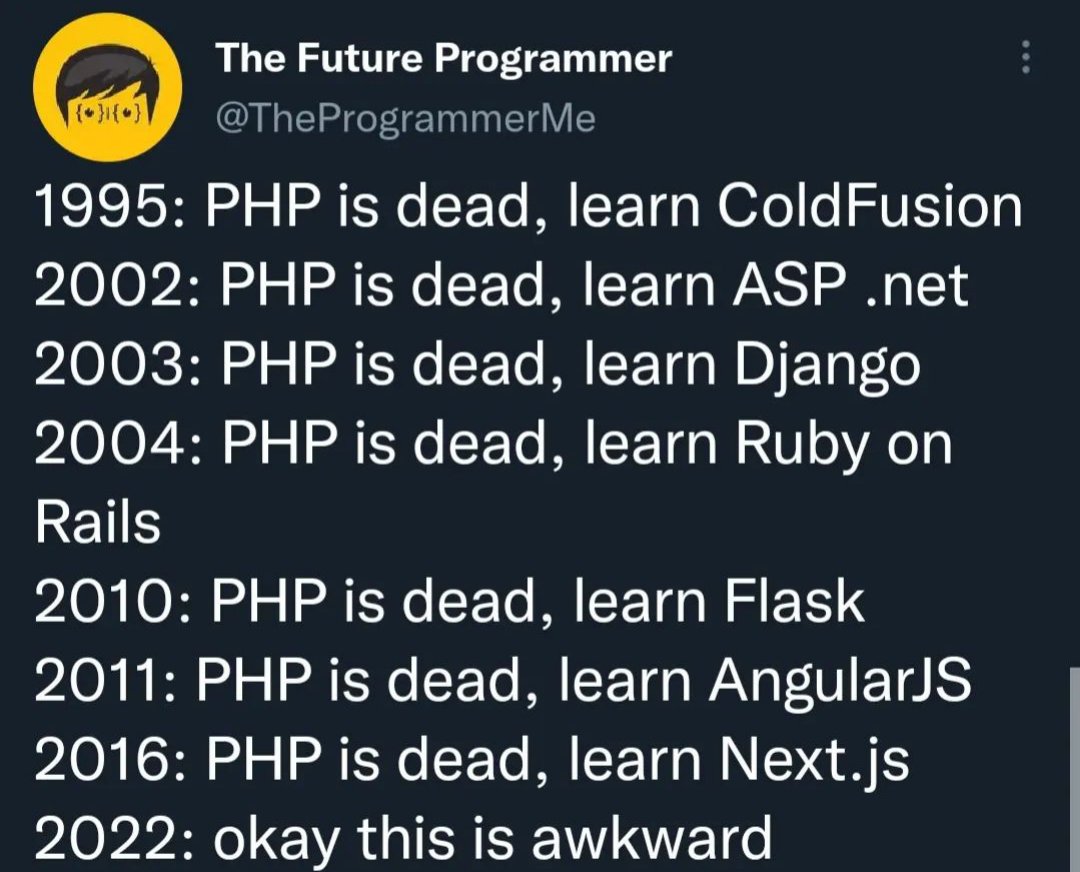 The Future Programmer
@TheProgrammerMe
{•}|{•}
1995: PHP is dead, learn ColdFusion
2002: PHP is dead, learn ASP .net
2003: PHP is dead, learn Django
2004: PHP is dead, learn Ruby on
Rails
2010: PHP is dead, learn Flask
2011: PHP is dead, learn AngularJS
2016: PHP is dead, learn Next.js
2022: okay this is awkward